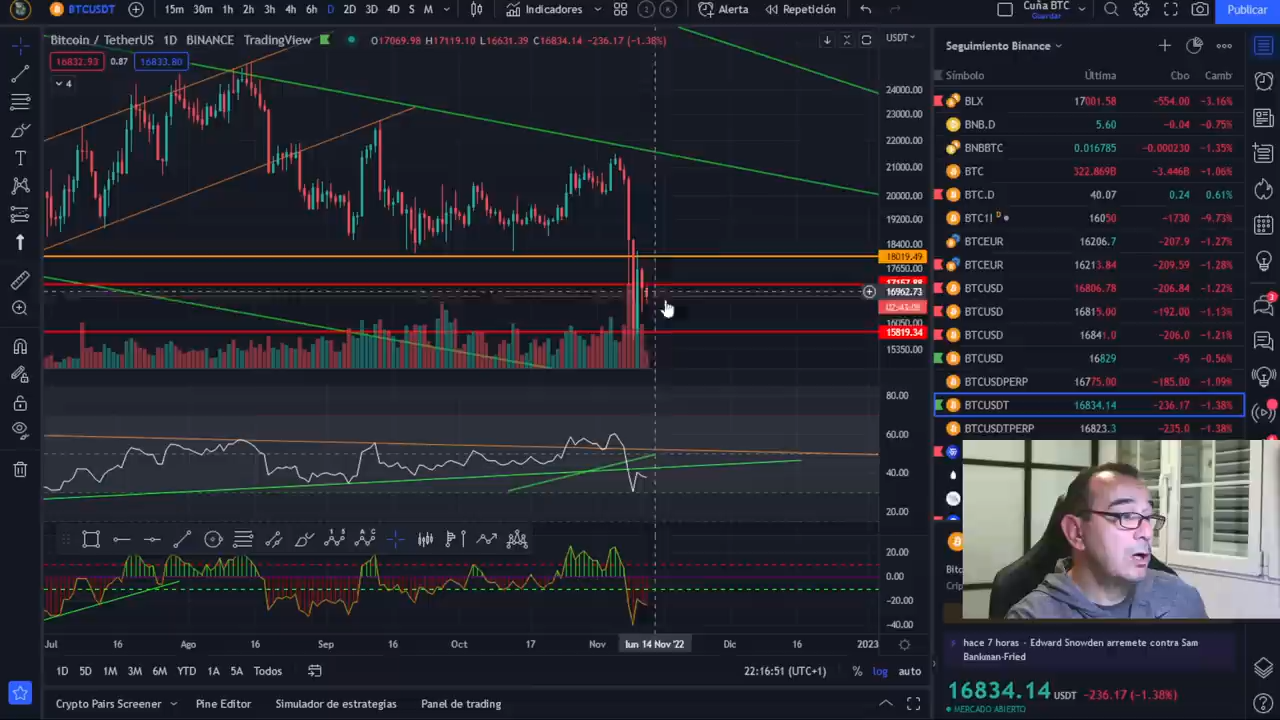 BTCUSDT
15m 30m 1h 2h 3h 4h 6h D 2D 3D 4D S M
Indicadores
Alerta
Repetición
Cuña BTC
Guardar
Publicar
Bitcoin / TetherUS 1D BINANCE TradingView
O17069.98 H17119.10 L16631.39 C16834.14 -236.17 (-1.38%)
USDT
16832.93 0.87 16833.80
4
24000.00
23000.00
22000.00
21000.00
20000.00
19200.00
18400.00
18019.49
17650.00
16962.73
02:43:08
16050.00
15819.34
15350.00
80.00
60.00
40.00
20.00
20.00
0.00
-20.00
-40.00
Jul 16 Ago 16 Sep 16 Oct 17 Nov lun 14 Nov '22 Dic 16 2023
1D 5D 1M 3M 6M YTD 1A 5A Todos
22:16:51 (UTC+1) % log auto
Crypto Pairs Screener Pine Editor Simulador de estrategias Panel de trading
Seguimiento Binance
Símbolo Última Cbo Camb
BLX 17001.58 -554.00 -3.16%
BNB.D 5.60 -0.04 -0.75%
BNBBTC 0.016785 -0.000230 -1.35%
BTC 322.869B -3.446B -1.06%
BTC.D 40.07 0.24 0.61%
BTC1! D 16050 -1730 -9.73%
BTCEUR 16206.7 -207.9 -1.27%
BTCEUR 16213.84 -209.59 -1.28%
BTCUSD 16806.78 -206.84 -1.22%
BTCUSD 16815.00 -192.00 -1.13%
BTCUSD 16841.0 -206.0 -1.21%
BTCUSD 16829 -95 -0.56%
BTCUSDPERP 16775.00 -185.00 -1.09%
BTCUSDT 16834.14 -236.17 -1.38%
BTCUSDTPERP 16823.3 -235.0 -1.38%
hace 7 horas · Edward Snowden arremete contra Sam
Bankman-Fried
16834.14 USDT -236.17 (-1.38%)
MERCADO ABIERTO